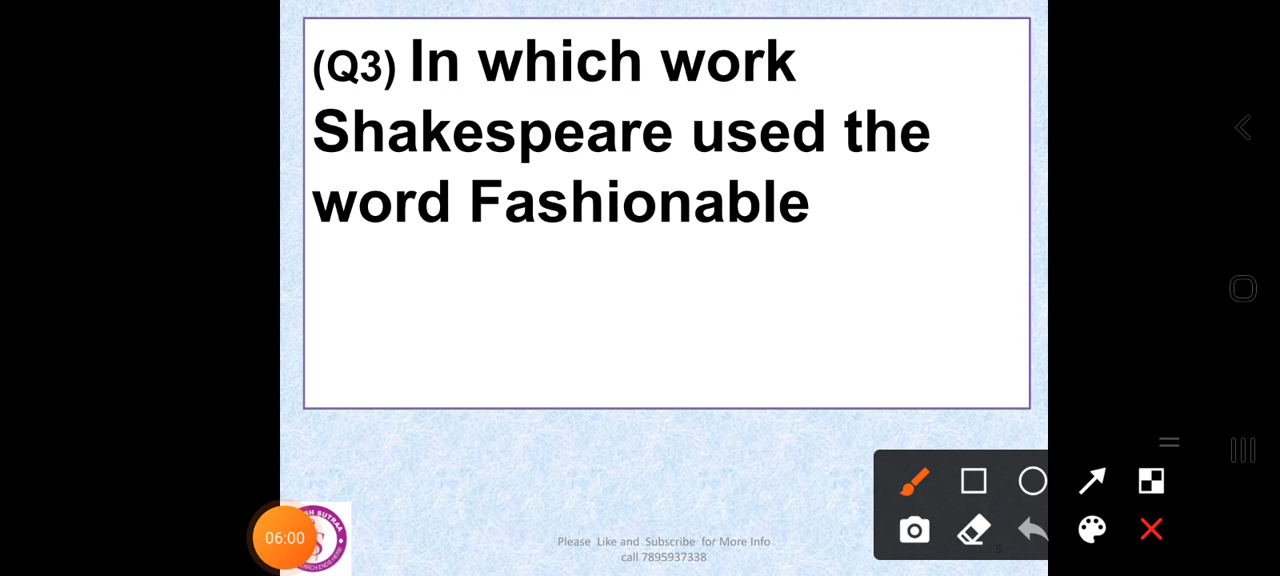 (Q3) In which work
Shakespeare used the
word Fashionable
06:00
Please Like and Subscribe for More Info
call 7895937338
5